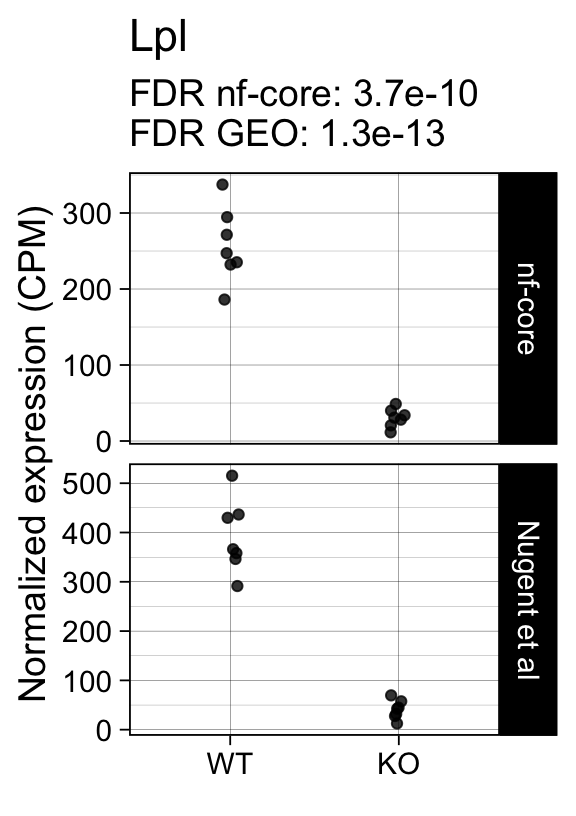 Lpl
FDR nf-core: 3.7e-10
FDR GEO: 1.3e-13
Normalized expression (CPM)
300
200
100
0
nf-core
500
400
300
200
100
0
Nugent et al
WT KO